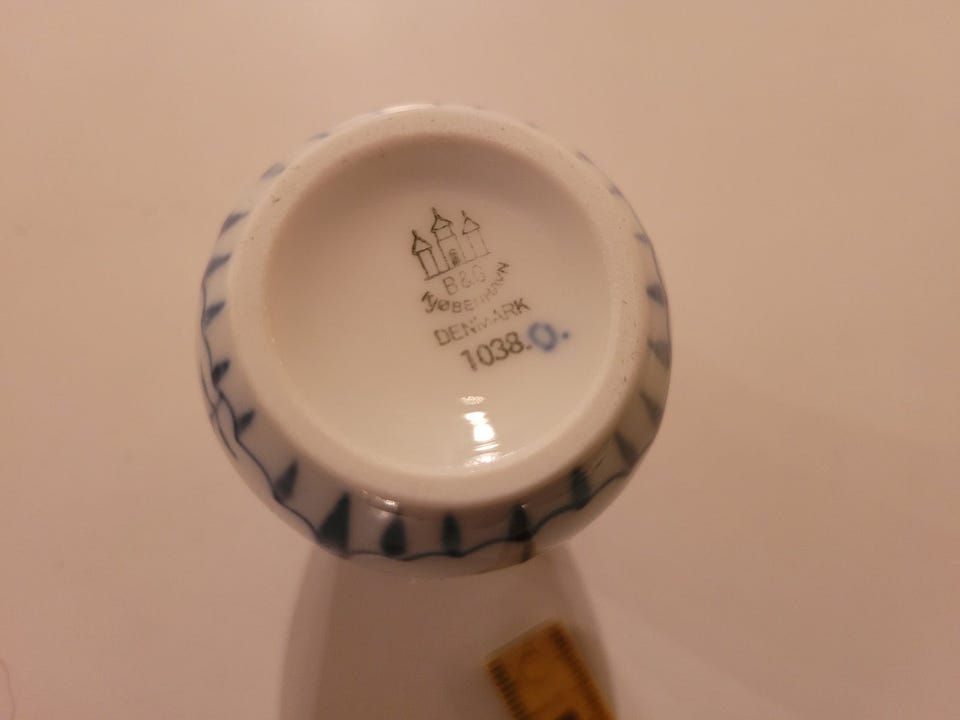 B&G
KJØBENHAVN
DENMARK
1038. O.